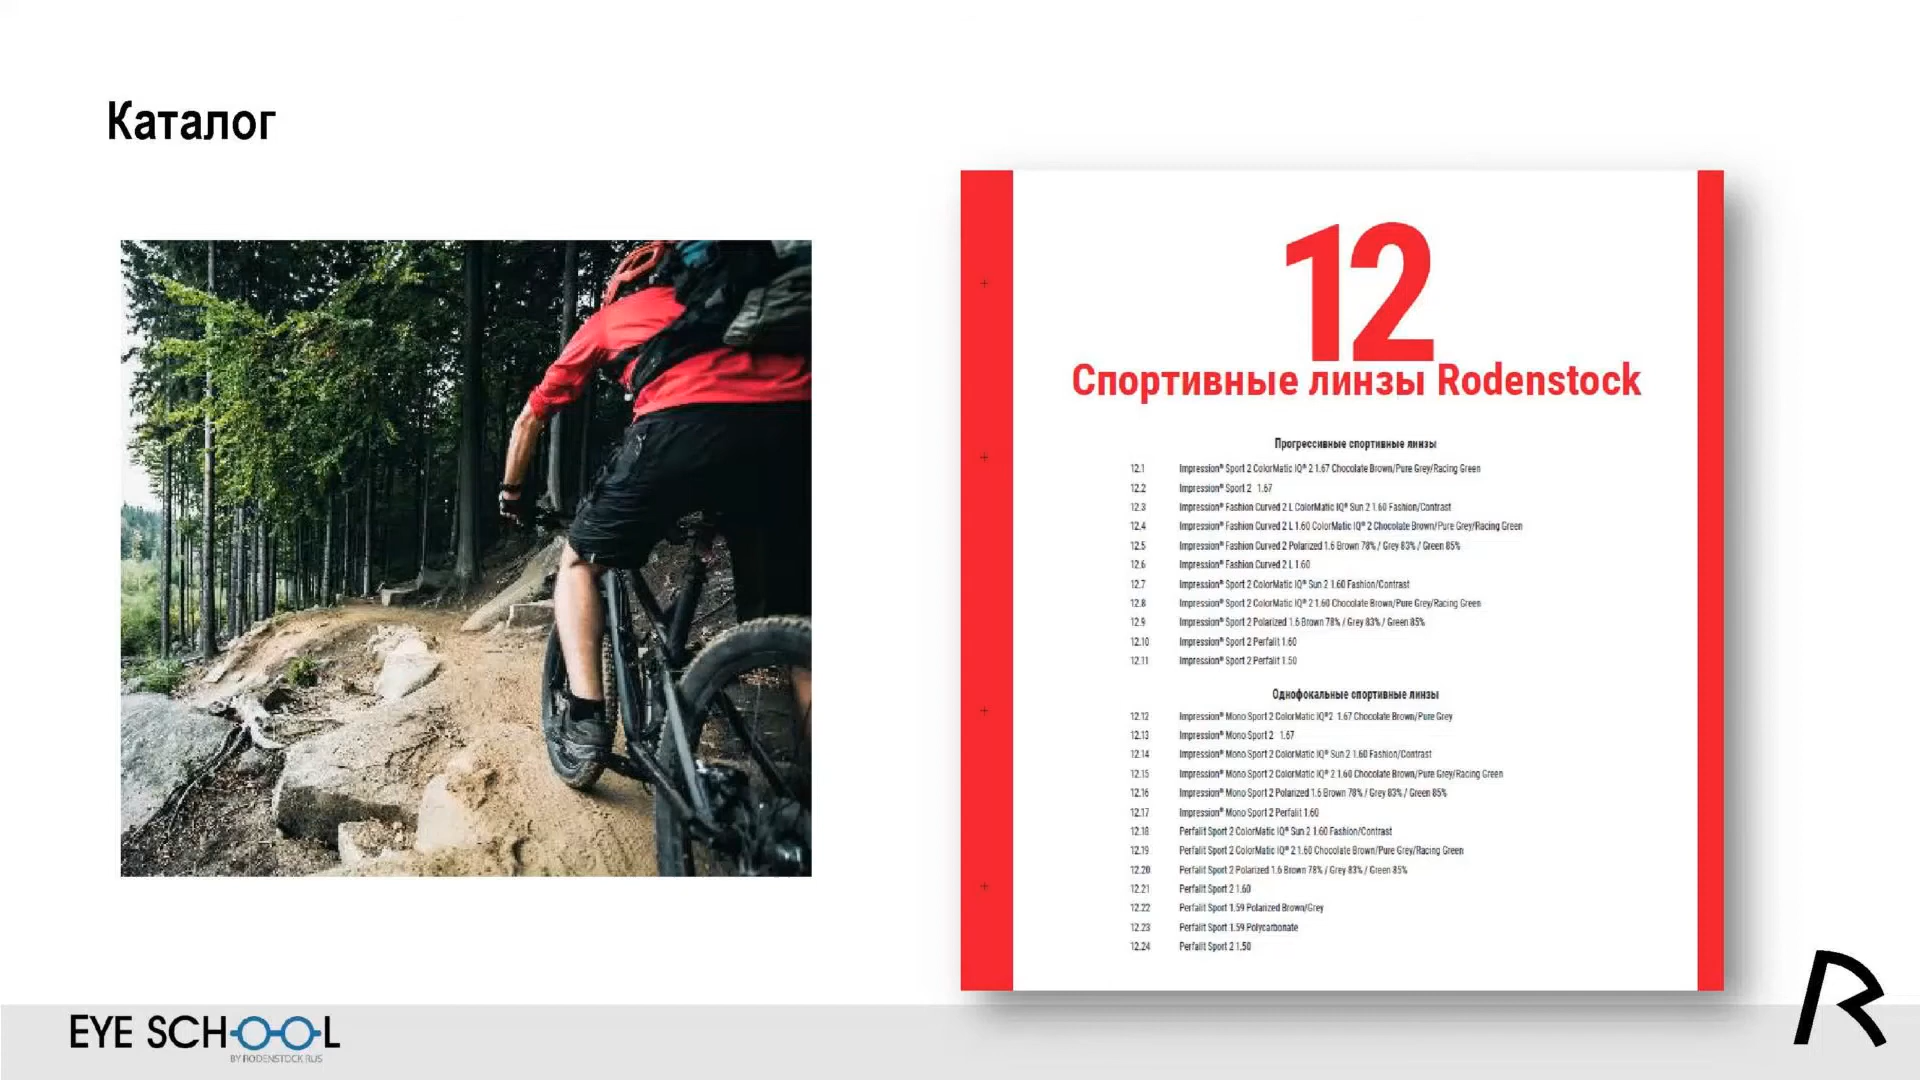 Каталог
12
Спортивные линзы Rodenstock
Прогрессивные спортивные линзы
12.1 Impression® Sport 2 ColorMatic IQ® 2 1.67 Chocolate Brown/Pure Grey/Racing Green
12.2 Impression® Sport 2 1.67
12.3 Impression® Fashion Curved 2 L ColorMatic IQ® Sun 2 1.60 Fashion/Contrast
12.4 Impression® Fashion Curved 2 L 1.60 ColorMatic IQ® 2 Chocolate Brown/Pure Grey/Racing Green
12.5 Impression® Fashion Curved 2 Polarized 1.6 Brown 78% / Grey 83% / Green 85%
12.6 Impression® Fashion Curved 2 L 1.60
12.7 Impression® Sport 2 ColorMatic IQ® Sun 2 1.60 Fashion/Contrast
12.8 Impression® Sport 2 ColorMatic IQ® 2 1.60 Chocolate Brown/Pure Grey/Racing Green
12.9 Impression® Sport 2 Polarized 1.6 Brown 78% / Grey 83% / Green 85%
12.10 Impression® Sport 2 Perfalit 1.60
12.11 Impression® Sport 2 Perfalit 1.50
Однофокальные спортивные линзы
12.12 Impression® Mono Sport 2 ColorMatic IQ®2 1.67 Chocolate Brown/Pure Grey
12.13 Impression® Mono Sport 2 1.67
12.14 Impression® Mono Sport 2 ColorMatic IQ® Sun 2 1.60 Fashion/Contrast
12.15 Impression® Mono Sport 2 ColorMatic IQ® 2 1.60 Chocolate Brown/Pure Grey/Racing Green
12.16 Impression® Mono Sport 2 Polarized 1.6 Brown 78% / Grey 83% / Green 85%
12.17 Impression® Mono Sport 2 Perfalit 1.60
12.18 Perfalit Sport 2 ColorMatic IQ® Sun 2 1.60 Fashion/Contrast
12.19 Perfalit Sport 2 ColorMatic IQ® 2 1.60 Chocolate Brown/Pure Grey/Racing Green
12.20 Perfalit Sport 2 Polarized 1.6 Brown 78% / Grey 83% / Green 85%
12.21 Perfalit Sport 2 1.60
12.22 Perfalit Sport 1.59 Polarized Brown/Grey
12.23 Perfalit Sport 1.59 Polycarbonate
12.24 Perfalit Sport 2 1.50
EYE SCHOOL
BY RODENSTOCK RUS
R